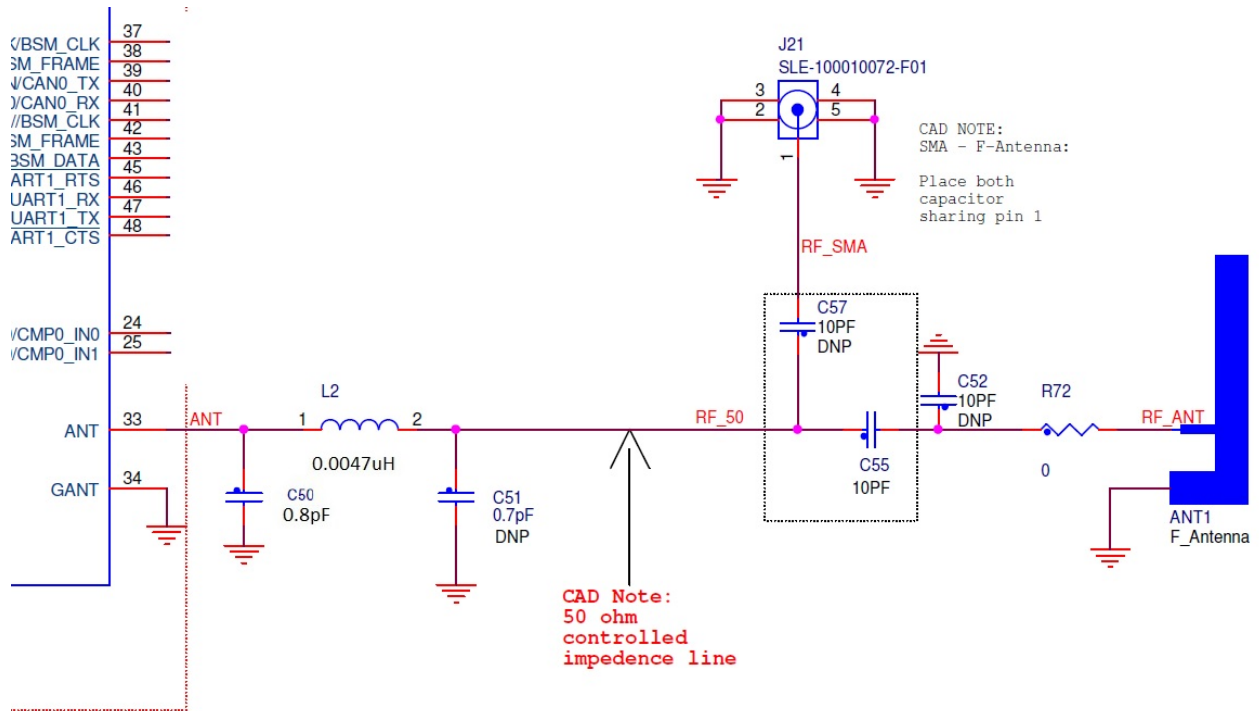 37
/BSM_CLK
38
SM_FRAME
39
N/CAN0_TX
40
0/CAN0_RX
41
//BSM_CLK
42
SM_FRAME
43
BSM_DATA
45
ART1_RTS
46
UART1_RX
47
UART1_TX
48
ART1_CTS
24
/CMP0_IN0
25
/CMP0_IN1
33
ANT
ANT
34
GANT
L2
1
2
0.0047uH
C50
0.8pF
C51
0.7pF
DNP
CAD Note:
50 ohm
controlled
impedence line
RF_50
J21
SLE-100010072-F01
3
4
2
5
1
RF_SMA
CAD NOTE:
SMA - F-Antenna:
Place both
capacitor
sharing pin 1
C57
10PF
DNP
C55
10PF
C52
10PF
DNP
R72
0
RF_ANT
ANT1
F_Antenna